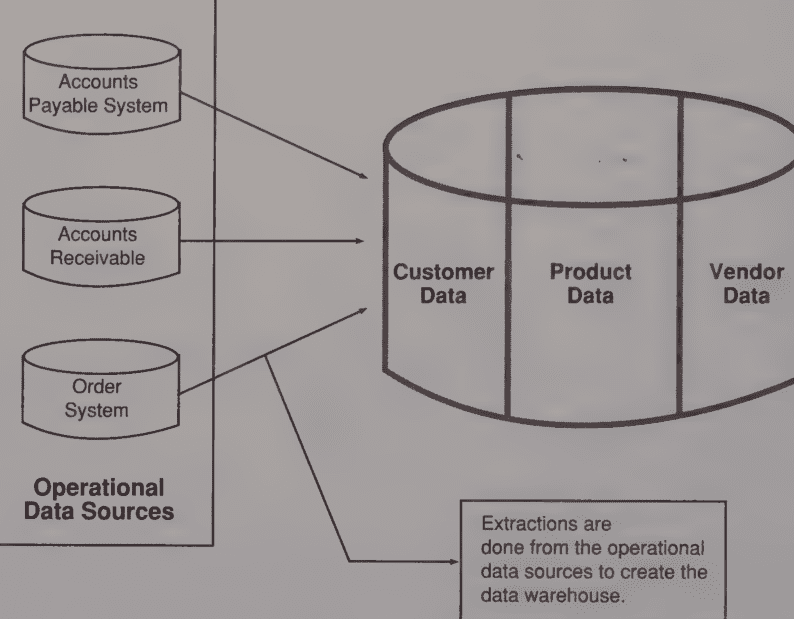 Accounts
Payable System
Accounts
Receivable
Order
System
Operational
Data Sources
Customer
Data
Product
Data
Vendor
Data
Extractions are
done from the operational
data sources to create the
data warehouse.